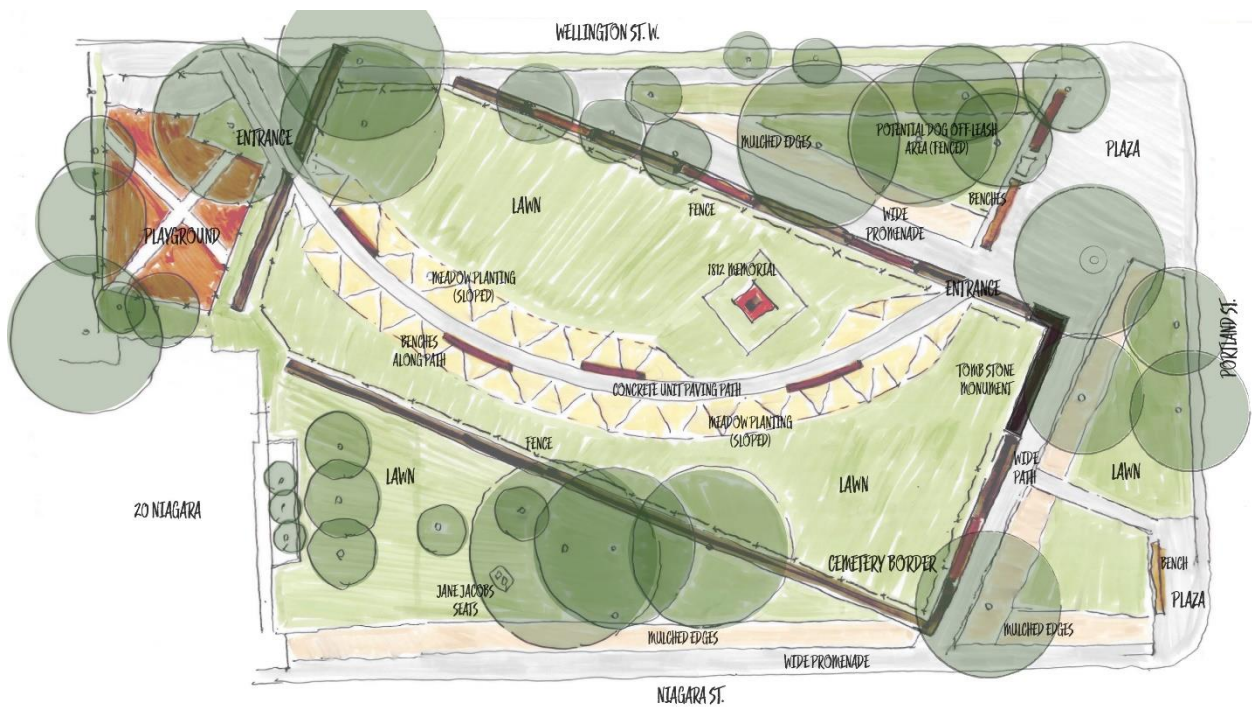 WELLINGTON ST. W.
ENTRANCE
MULCHED EDGES
POTENTIAL DOG OFF LEASH
AREA (FENCED)
PLAZA
LAWN
FENCE
BENCHES
WIDE
PROMENADE
PLAYGROUND
MEADOW PLANTING
(SLOPED)
1812 MEMORIAL
ENTRANCE
PORTLAND ST.
BENCHES
ALONG PATH
CONCRETE UNIT PAVING PATH
TOMB STONE
MONUMENT
MEADOW PLANTING
(SLOPED)
FENCE
WIDE
PATH
LAWN
LAWN
LAWN
20 NIAGARA
CEMETERY BORDER
BENCH
JANE JACOBS
SEATS
PLAZA
MULCHED EDGES
MULCHED EDGES
WIDE PROMENADE
NIAGARA ST.